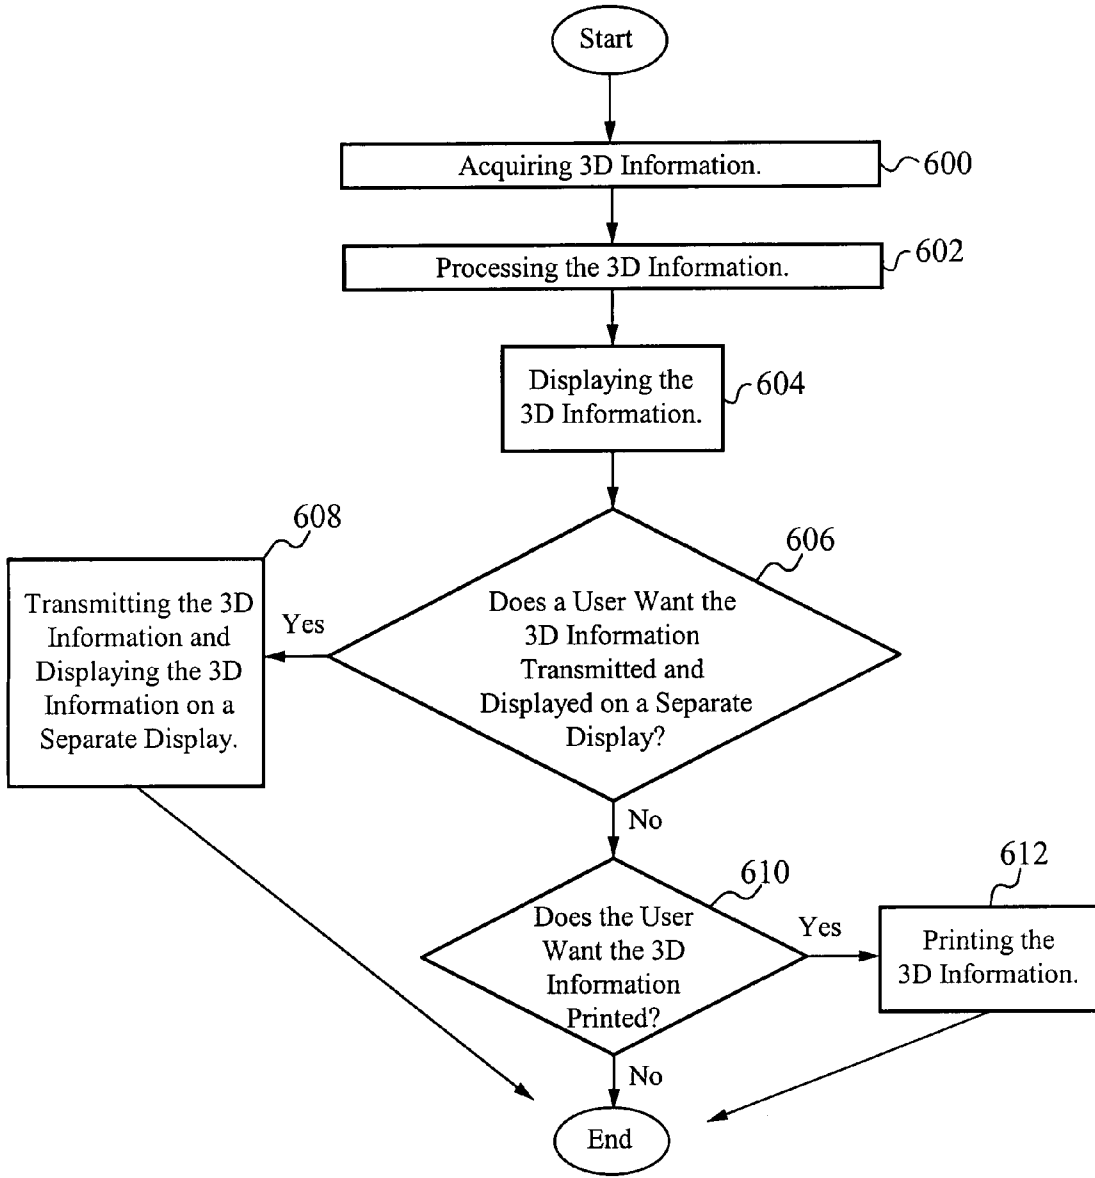 Start
Acquiring 3D Information.
600
Processing the 3D Information.
602
Displaying the
3D Information.
604
606
Does a User Want the
3D Information
Transmitted and
Displayed on a Separate
Display?
Yes
608
Transmitting the 3D
Information and
Displaying the 3D
Information on a
Separate Display.
No
610
Does the User
Want the 3D
Information
Printed?
Yes
612
Printing the
3D Information.
No
End